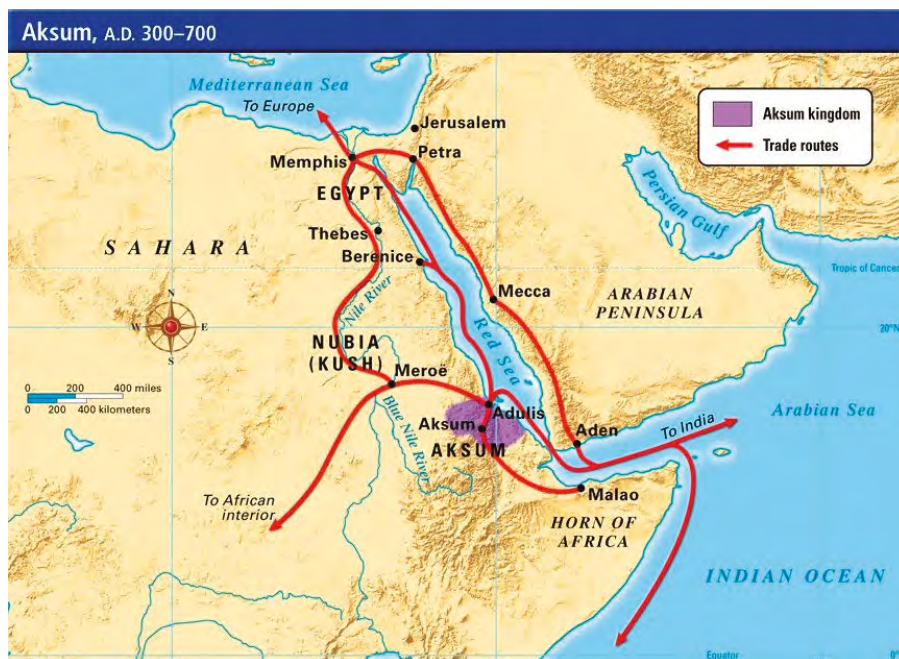 Aksum, A.D. 300–700
Mediterranean Sea
To Europe
Jerusalem
Memphis
Petra
EGYPT
Thebes
Berenice
SAHARA
Nile River
Mecca
Red Sea
ARABIAN
PENINSULA
Persian Gulf
Aksum kingdom
Trade routes
Tropic of Cancer
20°N
N
W
E
S
NUBIA
(KUSH)
Meroë
0 200 400 miles
0 200 400 kilometers
Blue Nile River
Adulis
Aksum
AKSUM
Aden
To India
Arabian Sea
Malao
To African
interior
HORN OF
AFRICA
INDIAN OCEAN
Equator
0°